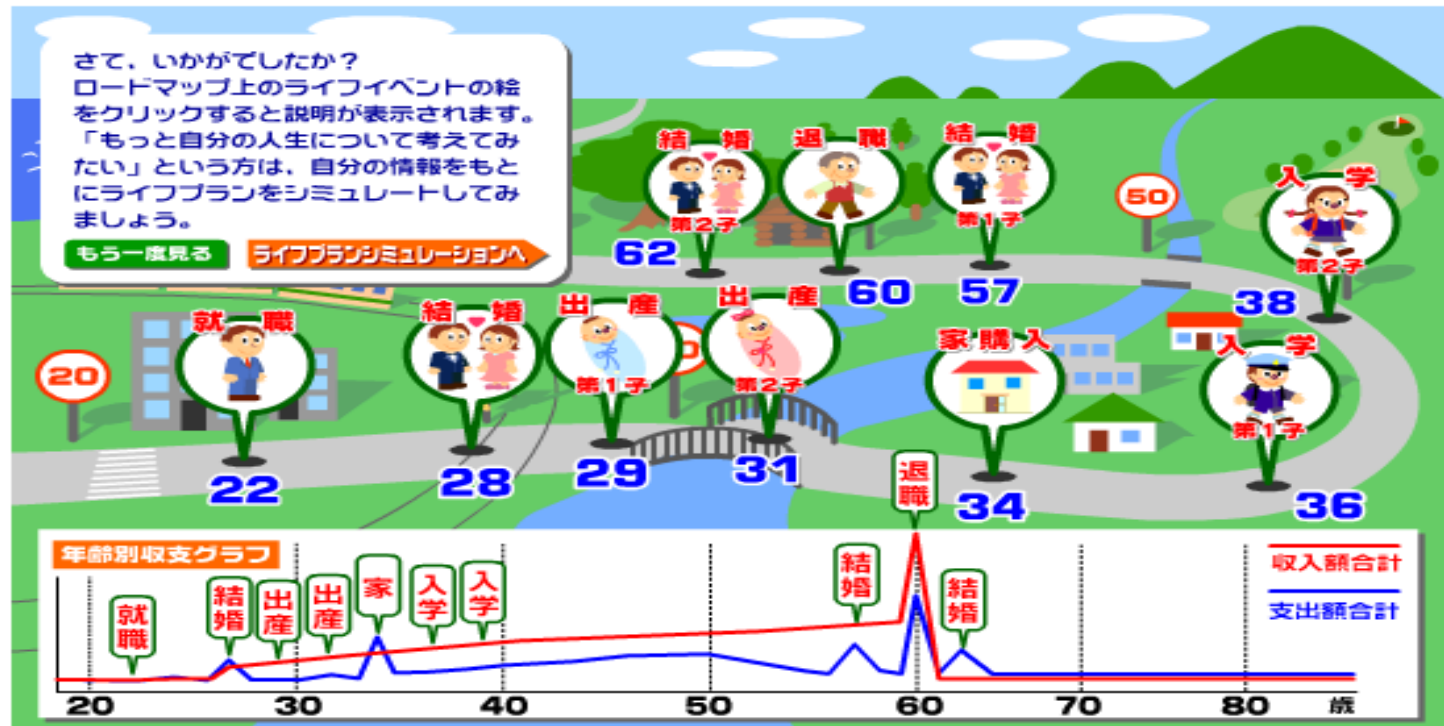 さて、いかがでしたか？
ロードマップ上のライフイベントの絵
をクリックすると説明が表示されます。
「もっと自分の人生について考えてみ
たい」という方は、自分の情報をもと
にライフプランをシミュレートしてみ
ましょう。
もう一度見る
ライフプランシミュレーションへ
結婚
第2子
62
退職
60
結婚
第1子
57
50
入学
第2子
38
20
就職
22
結婚
28
出産
第1子
29
出産
第2子
31
家購入
34
入学
第1子
36
年齢別収支グラフ
就職
結婚
出産
出産
家
入学
入学
結婚
退職
結婚
収入額合計
支出額合計
20 30 40 50 60 70 80 歳